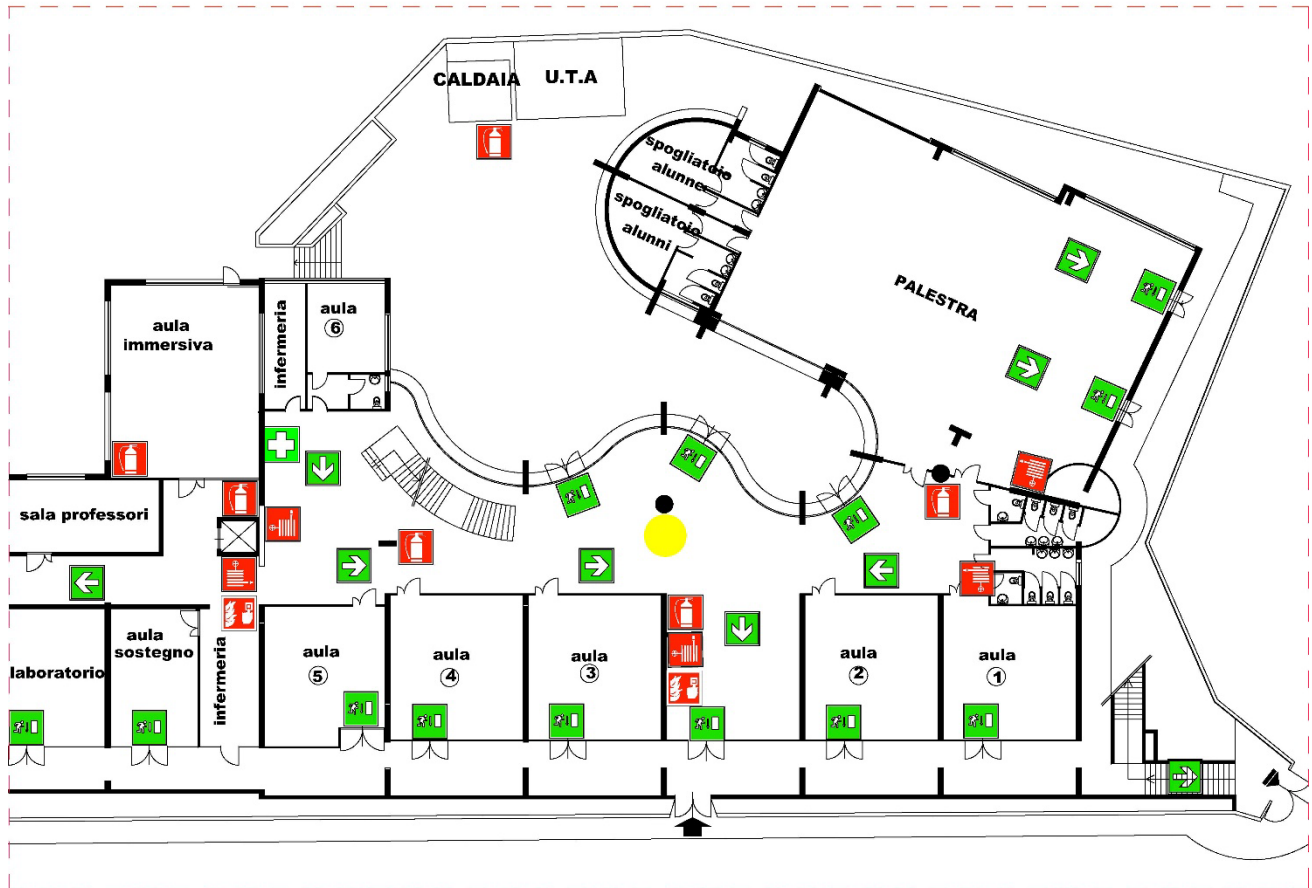 CALDAIA
U.T.A
spogliatoio
alunne
spogliatoio
alunni
PALESTRA
aula
immersiva
infermeria
aula
6
sala professori
laboratorio
aula
sostegno
infermeria
aula
5
aula
4
aula
3
aula
2
aula
1